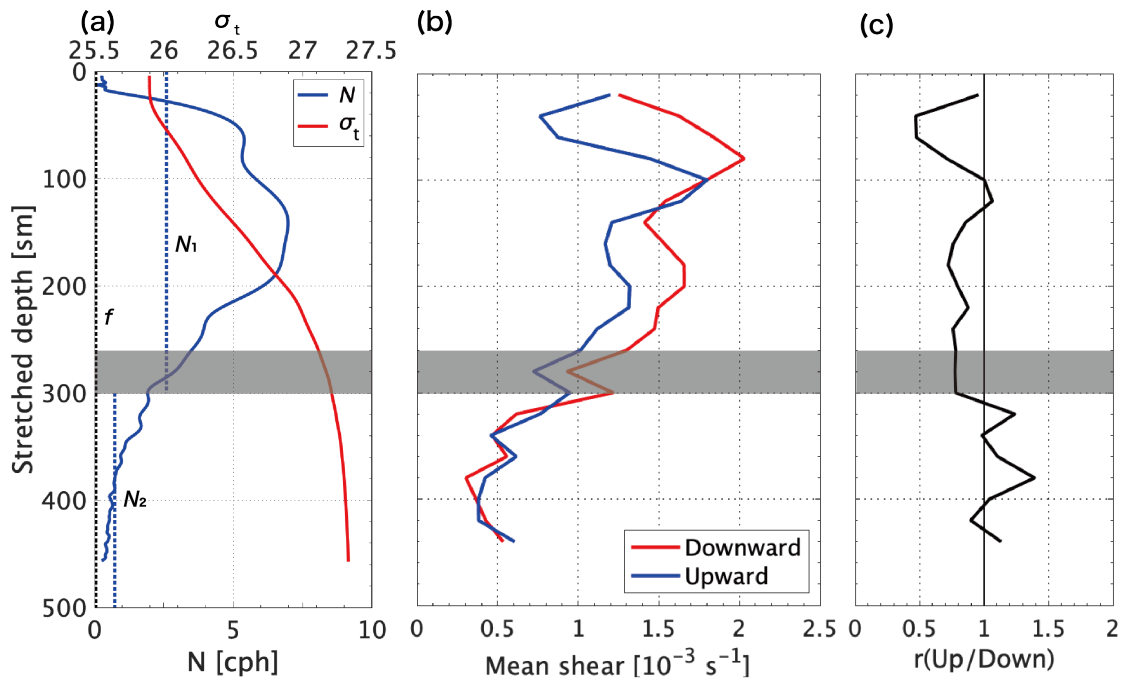 (a)
σt
25.5 26 26.5 27 27.5
0
100
200
300
400
500
Stretched depth [sm]
N
σt
N1
f
N2
0 5 10
N [cph]
(b)
Downward
Upward
0 0.5 1 1.5 2 2.5
Mean shear [10⁻³ s⁻¹]
(c)
0 0.5 1 1.5 2
r(Up/Down)